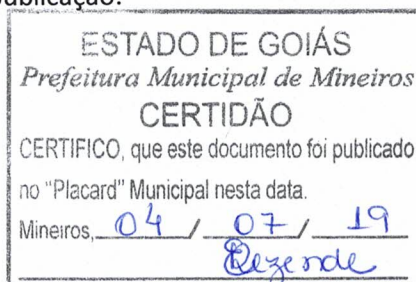 publicação.
ESTADO DE GOIÁS
Prefeitura Municipal de Mineiros
CERTIDÃO
CERTIFICO, que este documento foi publicado
no "Placard" Municipal nesta data.
Mineiros, 04 / 07 / 19
Rezende